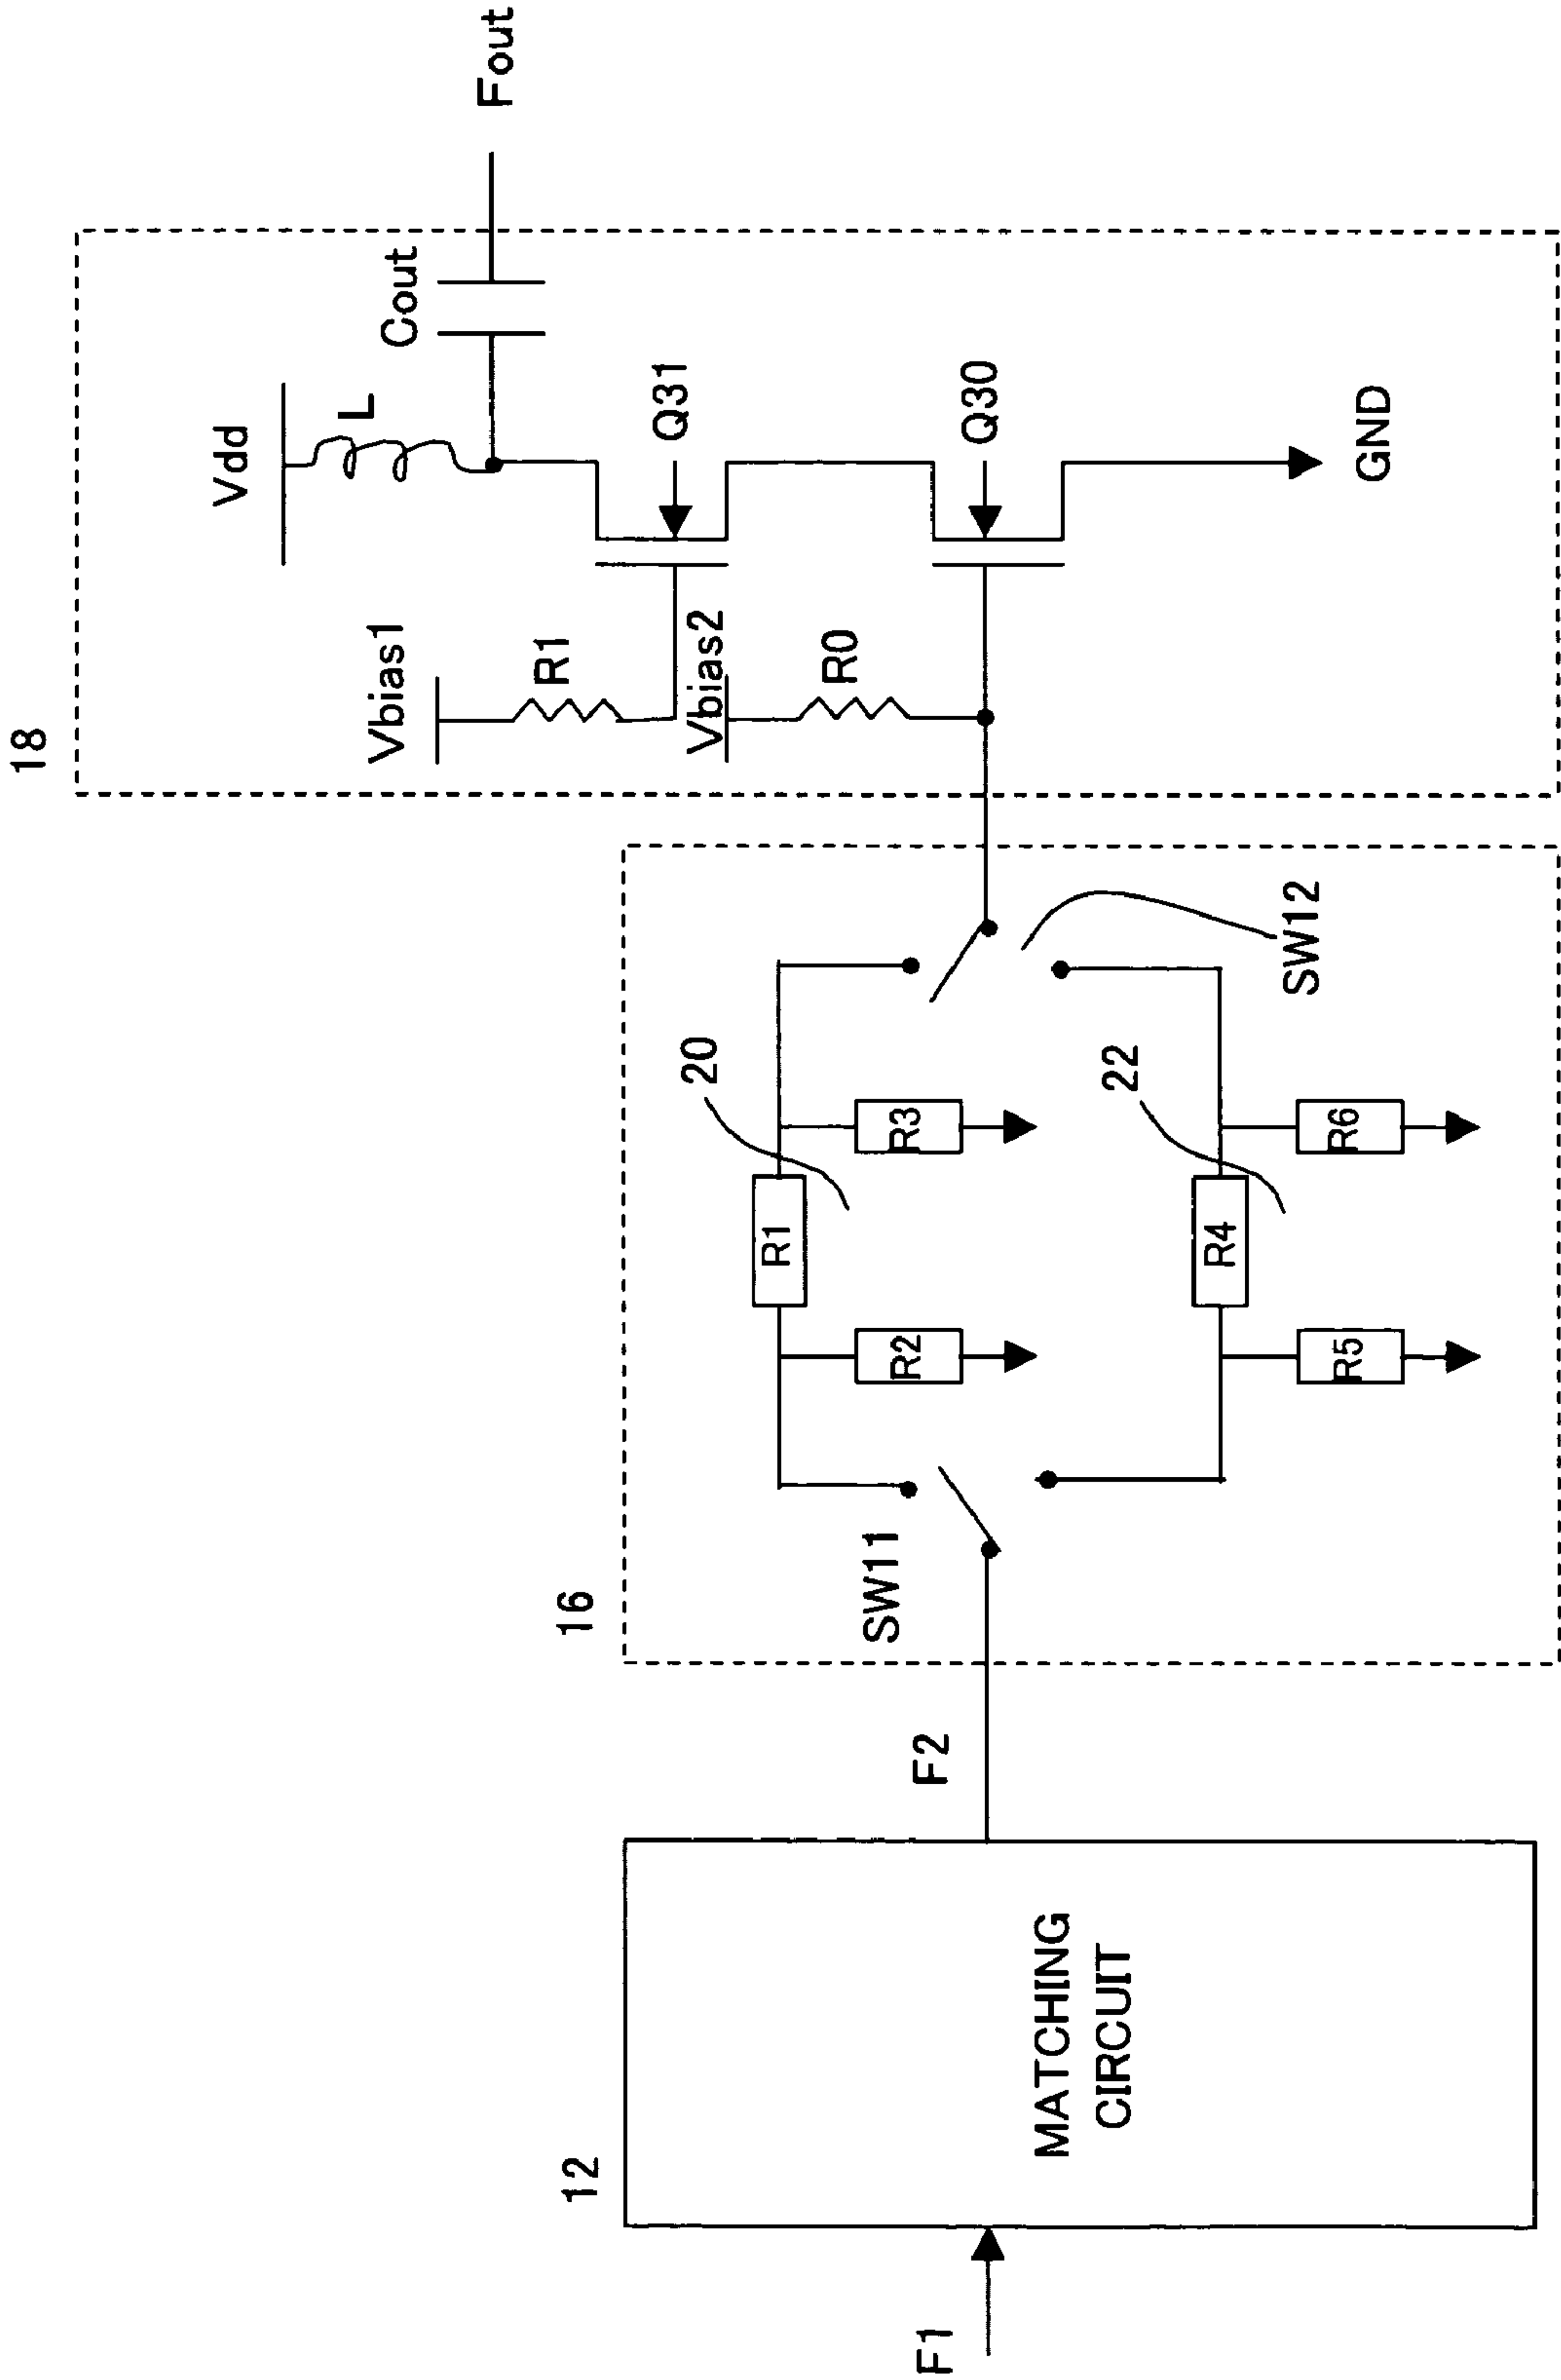 18
Vdd
L
Cout
Fout
Vbias1
R1
Q31
Vbias2
R0
Q30
GND
16
SW11
20
R1
R2
R3
22
R4
R5
R6
SW12
12
F1
MATCHING
CIRCUIT
F2